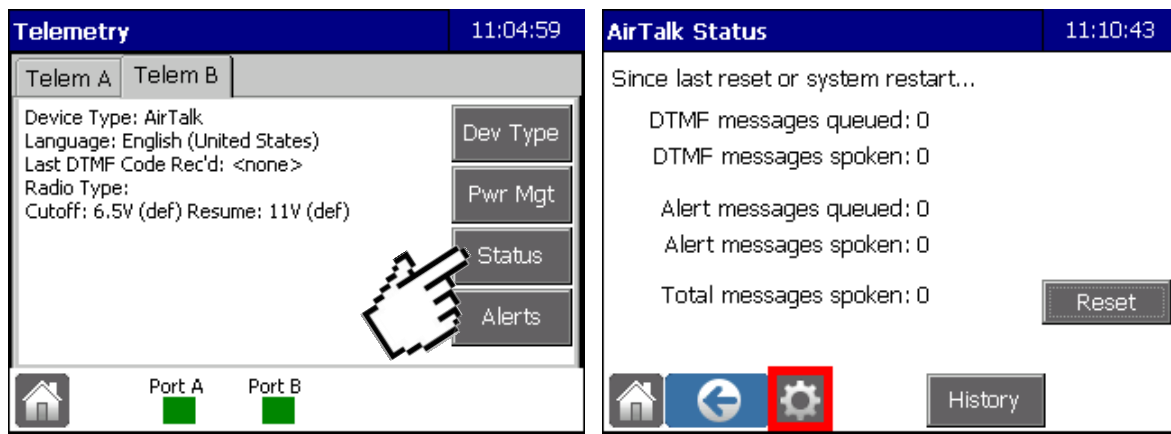 Telemetry 11:04:59
Telem A Telem B
Device Type: AirTalk
Language: English (United States)
Last DTMF Code Rec'd: <none>
Radio Type:
Cutoff: 6.5V (def) Resume: 11V (def)
Dev Type
Pwr Mgt
Status
Alerts
Port A Port B
AirTalk Status 11:10:43
Since last reset or system restart...
DTMF messages queued: 0
DTMF messages spoken: 0
Alert messages queued: 0
Alert messages spoken: 0
Total messages spoken: 0
Reset
History